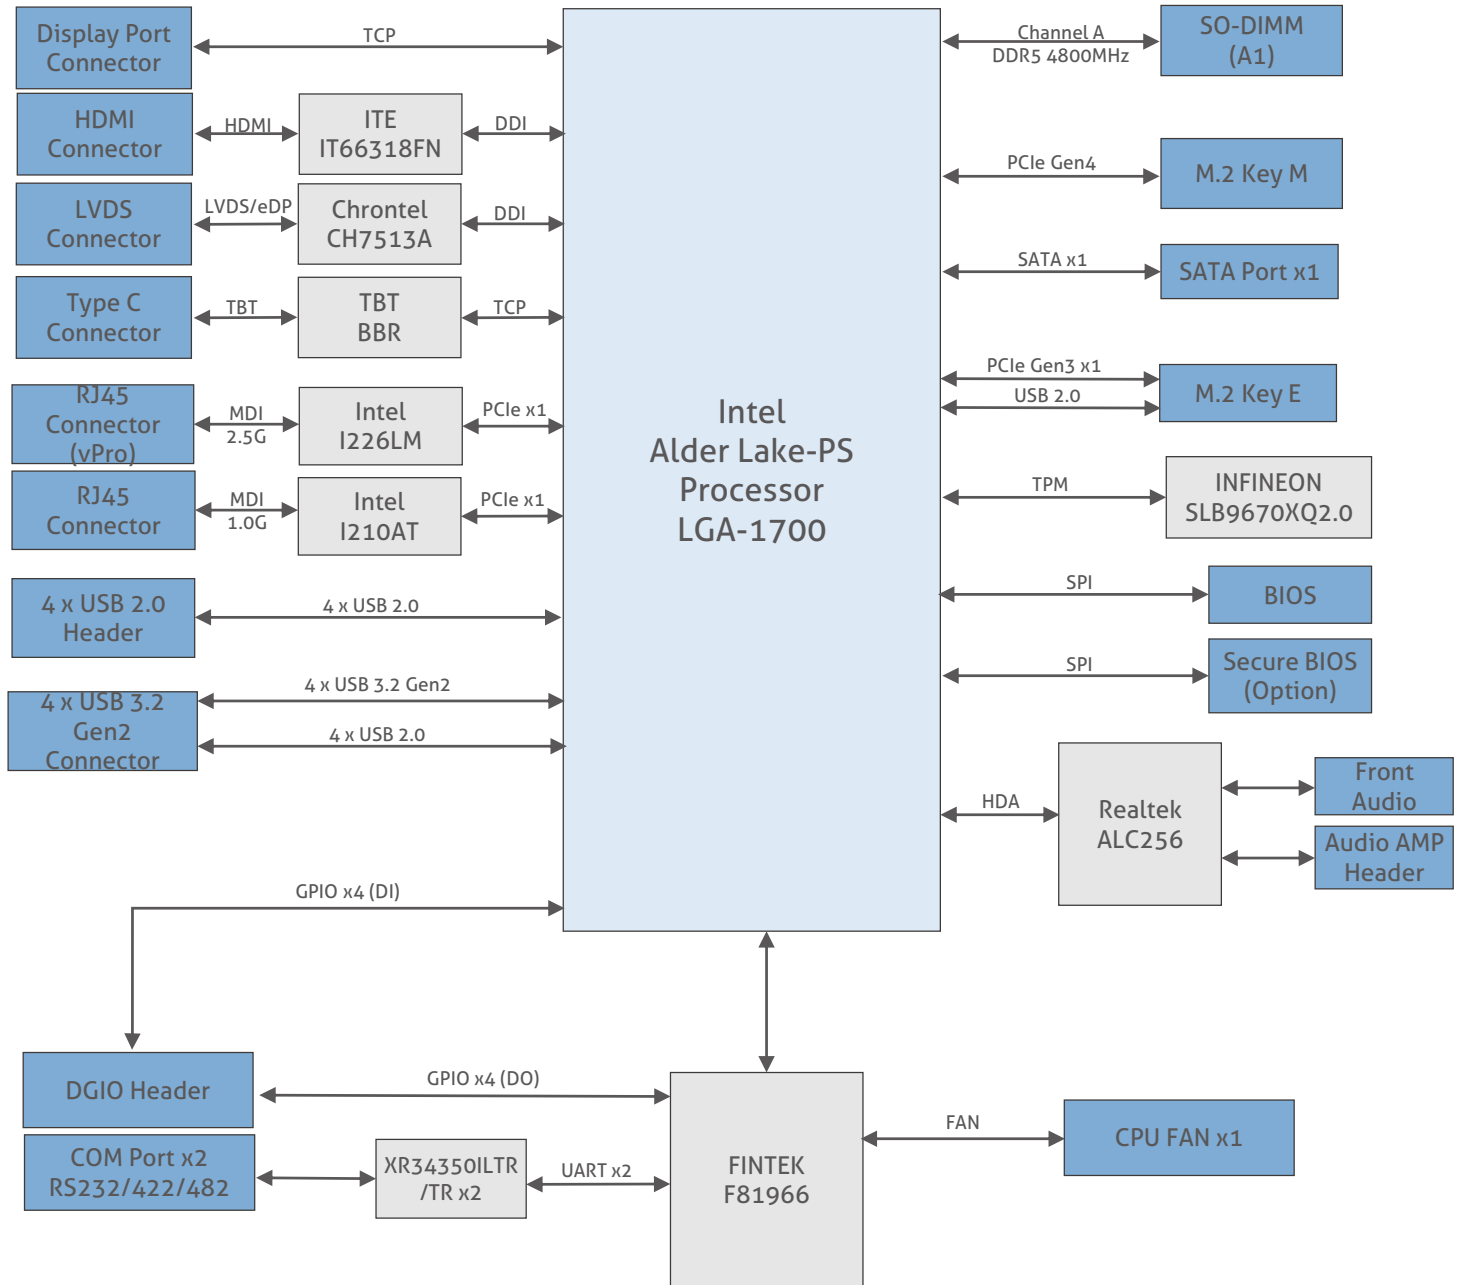 Display Port
Connector
TCP
Channel A
DDR5 4800MHz
SO-DIMM
(A1)
HDMI
Connector
HDMI
ITE
IT66318FN
DDI
PCIe Gen4
M.2 Key M
LVDS
Connector
LVDS/eDP
Chrontel
CH7513A
DDI
SATA x1
SATA Port x1
Type C
Connector
TBT
TBT
BBR
TCP
PCIe Gen3 x1
USB 2.0
M.2 Key E
RJ45
Connector
(vPro)
MDI
2.5G
Intel
I226LM
PCIe x1
Intel
Alder Lake-PS
Processor
LGA-1700
RJ45
Connector
MDI
1.0G
Intel
I210AT
PCIe x1
TPM
INFINEON
SLB9670XQ2.0
4 x USB 2.0
Header
4 x USB 2.0
SPI
BIOS
SPI
Secure BIOS
(Option)
4 x USB 3.2
Gen2
Connector
4 x USB 3.2 Gen2
4 x USB 2.0
HDA
Realtek
ALC256
Front
Audio
Audio AMP
Header
GPIO x4 (DI)
DGIO Header
GPIO x4 (DO)
COM Port x2
RS232/422/482
XR34350ILTR
/TR x2
UART x2
FINTEK
F81966
FAN
CPU FAN x1